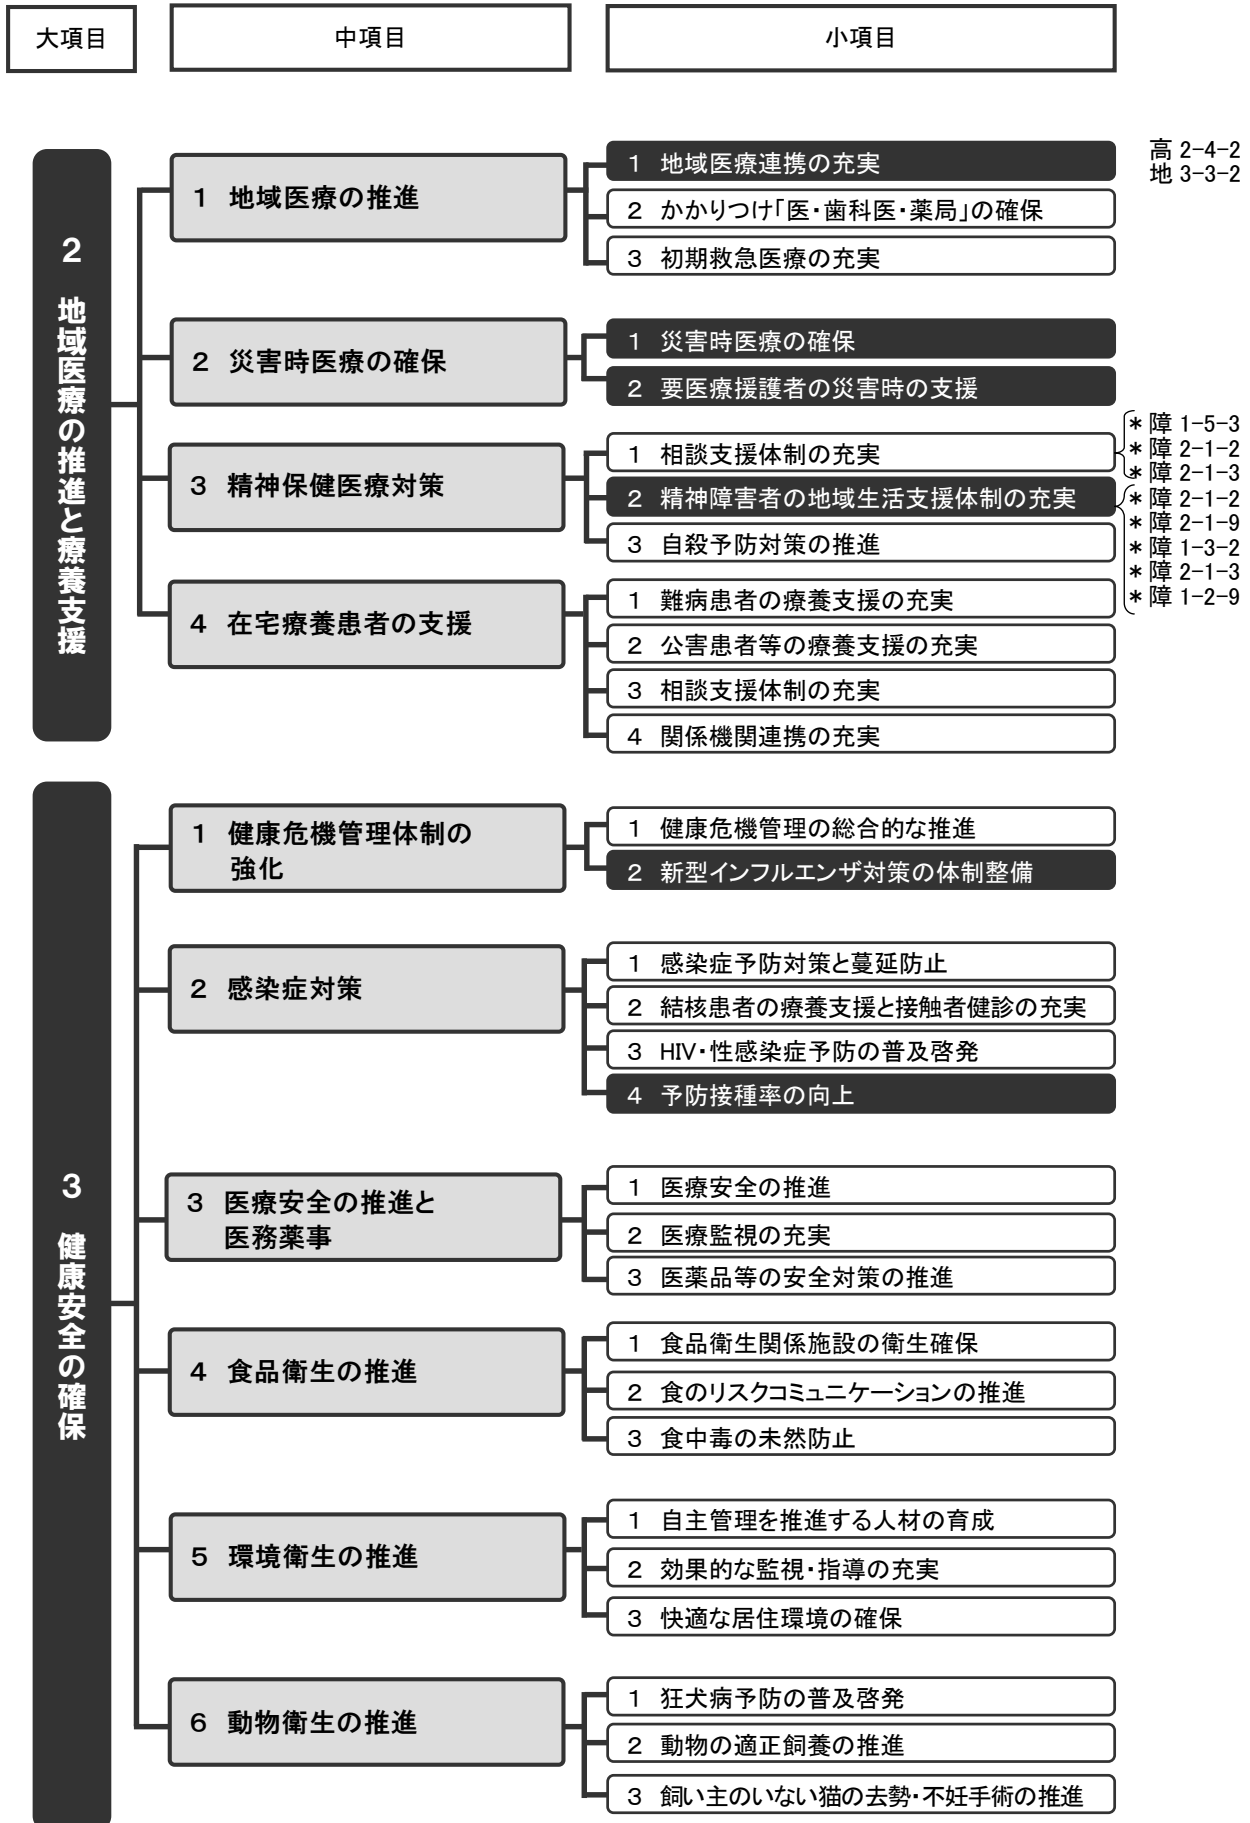 大項目
中項目
小項目
2 地域医療の推進と療養支援
1 地域医療の推進
1 地域医療連携の充実
高 2-4-2
地 3-3-2
2 かかりつけ「医・歯科医・薬局」の確保
3 初期救急医療の充実
2 災害時医療の確保
1 災害時医療の確保
2 要医療援護者の災害時の支援
3 精神保健医療対策
1 相談支援体制の充実
* 障 1-5-3
* 障 2-1-2
* 障 2-1-3
2 精神障害者の地域生活支援体制の充実
* 障 2-1-2
* 障 2-1-9
* 障 1-3-2
* 障 2-1-3
* 障 1-2-9
3 自殺予防対策の推進
4 在宅療養患者の支援
1 難病患者の療養支援の充実
2 公害患者等の療養支援の充実
3 相談支援体制の充実
4 関係機関連携の充実
3 健康安全の確保
1 健康危機管理体制の
強化
1 健康危機管理の総合的な推進
2 新型インフルエンザ対策の体制整備
2 感染症対策
1 感染症予防対策と蔓延防止
2 結核患者の療養支援と接触者健診の充実
3 HIV・性感染症予防の普及啓発
4 予防接種率の向上
3 医療安全の推進と
医務薬事
1 医療安全の推進
2 医療監視の充実
3 医薬品等の安全対策の推進
4 食品衛生の推進
1 食品衛生関係施設の衛生確保
2 食のリスクコミュニケーションの推進
3 食中毒の未然防止
5 環境衛生の推進
1 自主管理を推進する人材の育成
2 効果的な監視・指導の充実
3 快適な居住環境の確保
6 動物衛生の推進
1 狂犬病予防の普及啓発
2 動物の適正飼養の推進
3 飼い主のいない猫の去勢・不妊手術の推進